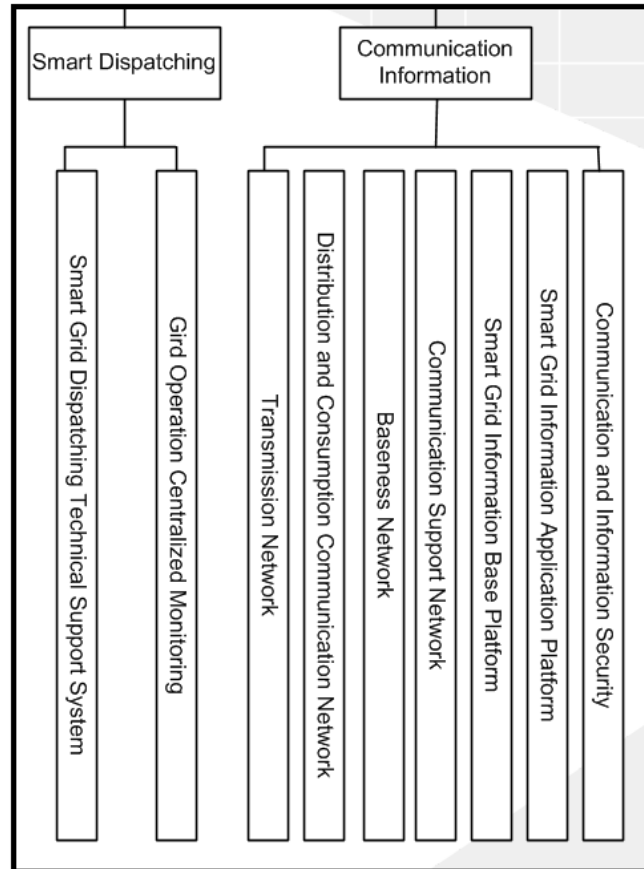 Smart Dispatching
Communication
Information
Smart Grid Dispatching Technical Support System
Gird Operation Centralized Monitoring
Transmission Network
Distribution and Consumption Communication Network
Baseness Network
Communication Support Network
Smart Grid Information Base Platform
Smart Grid Information Application Platform
Communication and Information Security